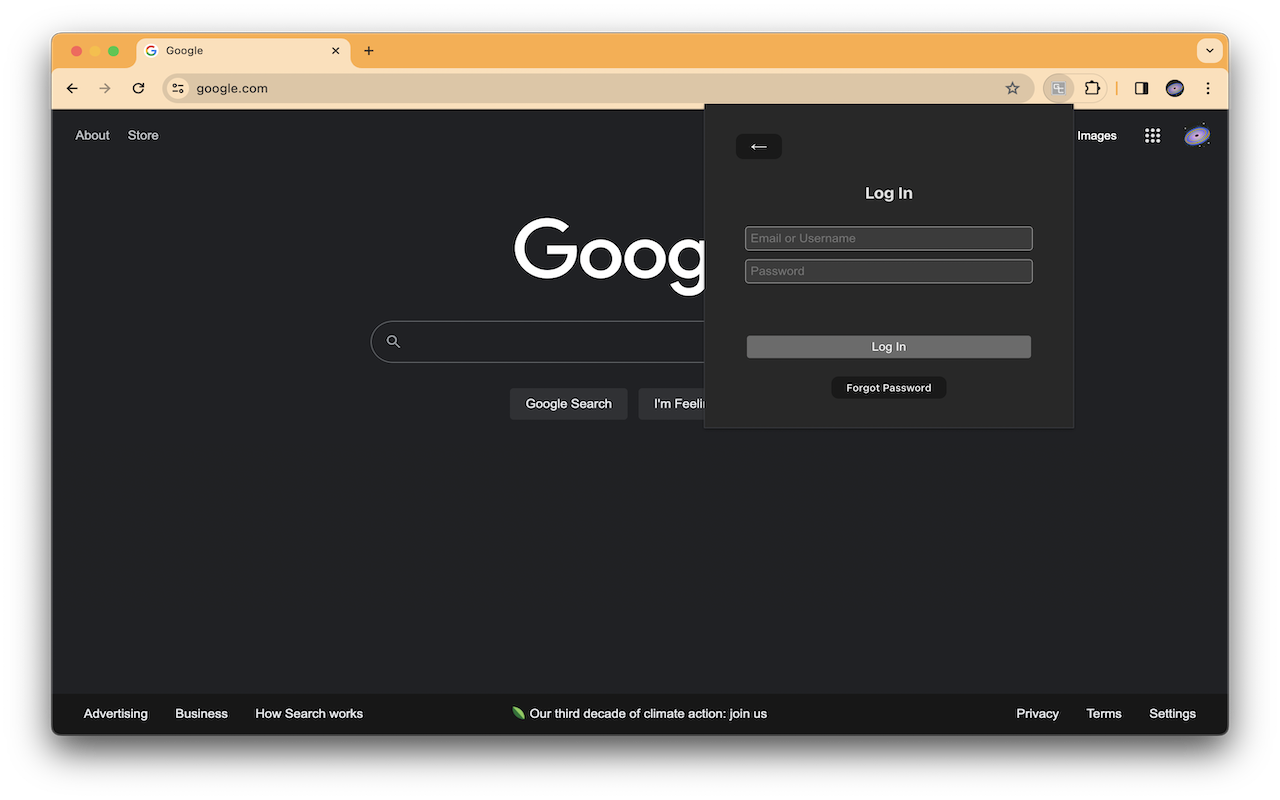 Google
google.com
About Store
Images
←
Log In
Email or Username
Password
Goog
Log In
Forgot Password
Google Search I'm Feeli
Advertising Business How Search works
Our third decade of climate action: join us
Privacy Terms Settings